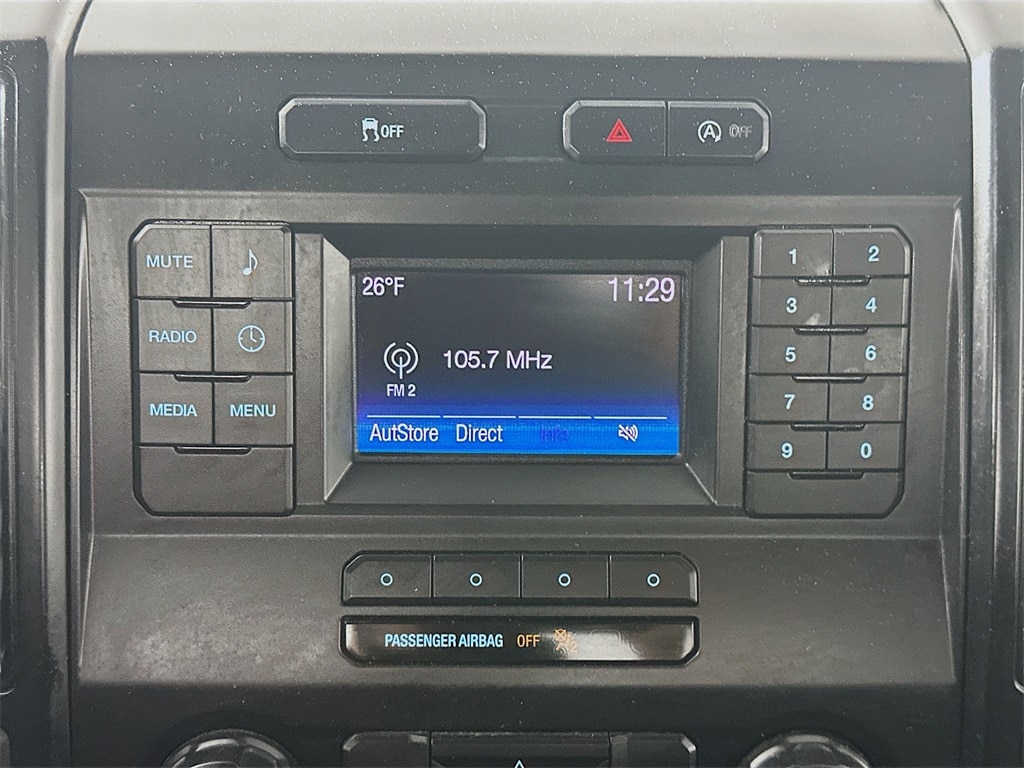 OFF
A OFF
MUTE
RADIO
MEDIA MENU
26°F 11:29
105.7 MHz
FM 2
AutStore Direct Info
1 2
3 4
5 6
7 8
9 0
PASSENGER AIRBAG OFF